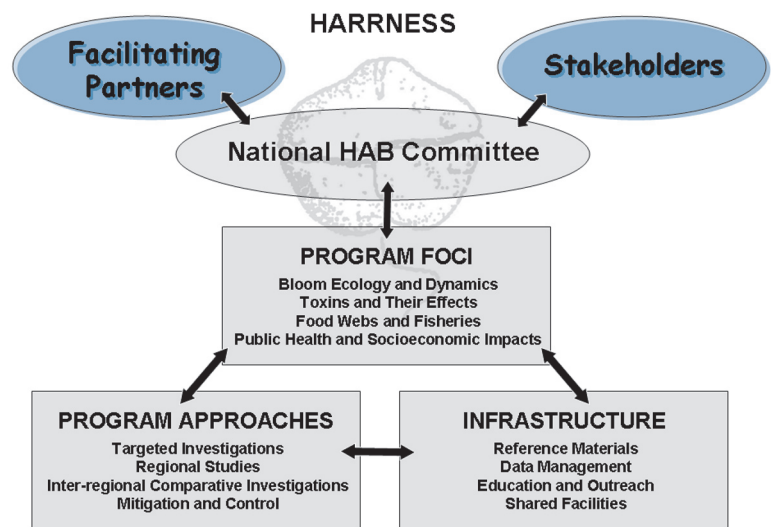 HARRNESS
Facilitating
Partners
Stakeholders
National HAB Committee
PROGRAM FOCI
Bloom Ecology and Dynamics
Toxins and Their Effects
Food Webs and Fisheries
Public Health and Socioeconomic Impacts
PROGRAM APPROACHES
Targeted Investigations
Regional Studies
Inter-regional Comparative Investigations
Mitigation and Control
INFRASTRUCTURE
Reference Materials
Data Management
Education and Outreach
Shared Facilities